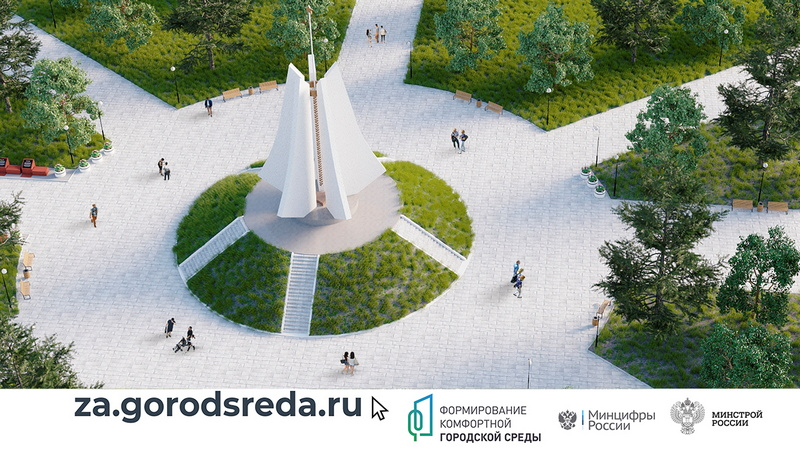 za.gorodsreda.ru
ФОРМИРОВАНИЕ
КОМФОРТНОЙ
ГОРОДСКОЙ СРЕДЫ
Минцифры
России
МИНСТРОЙ
РОССИИ